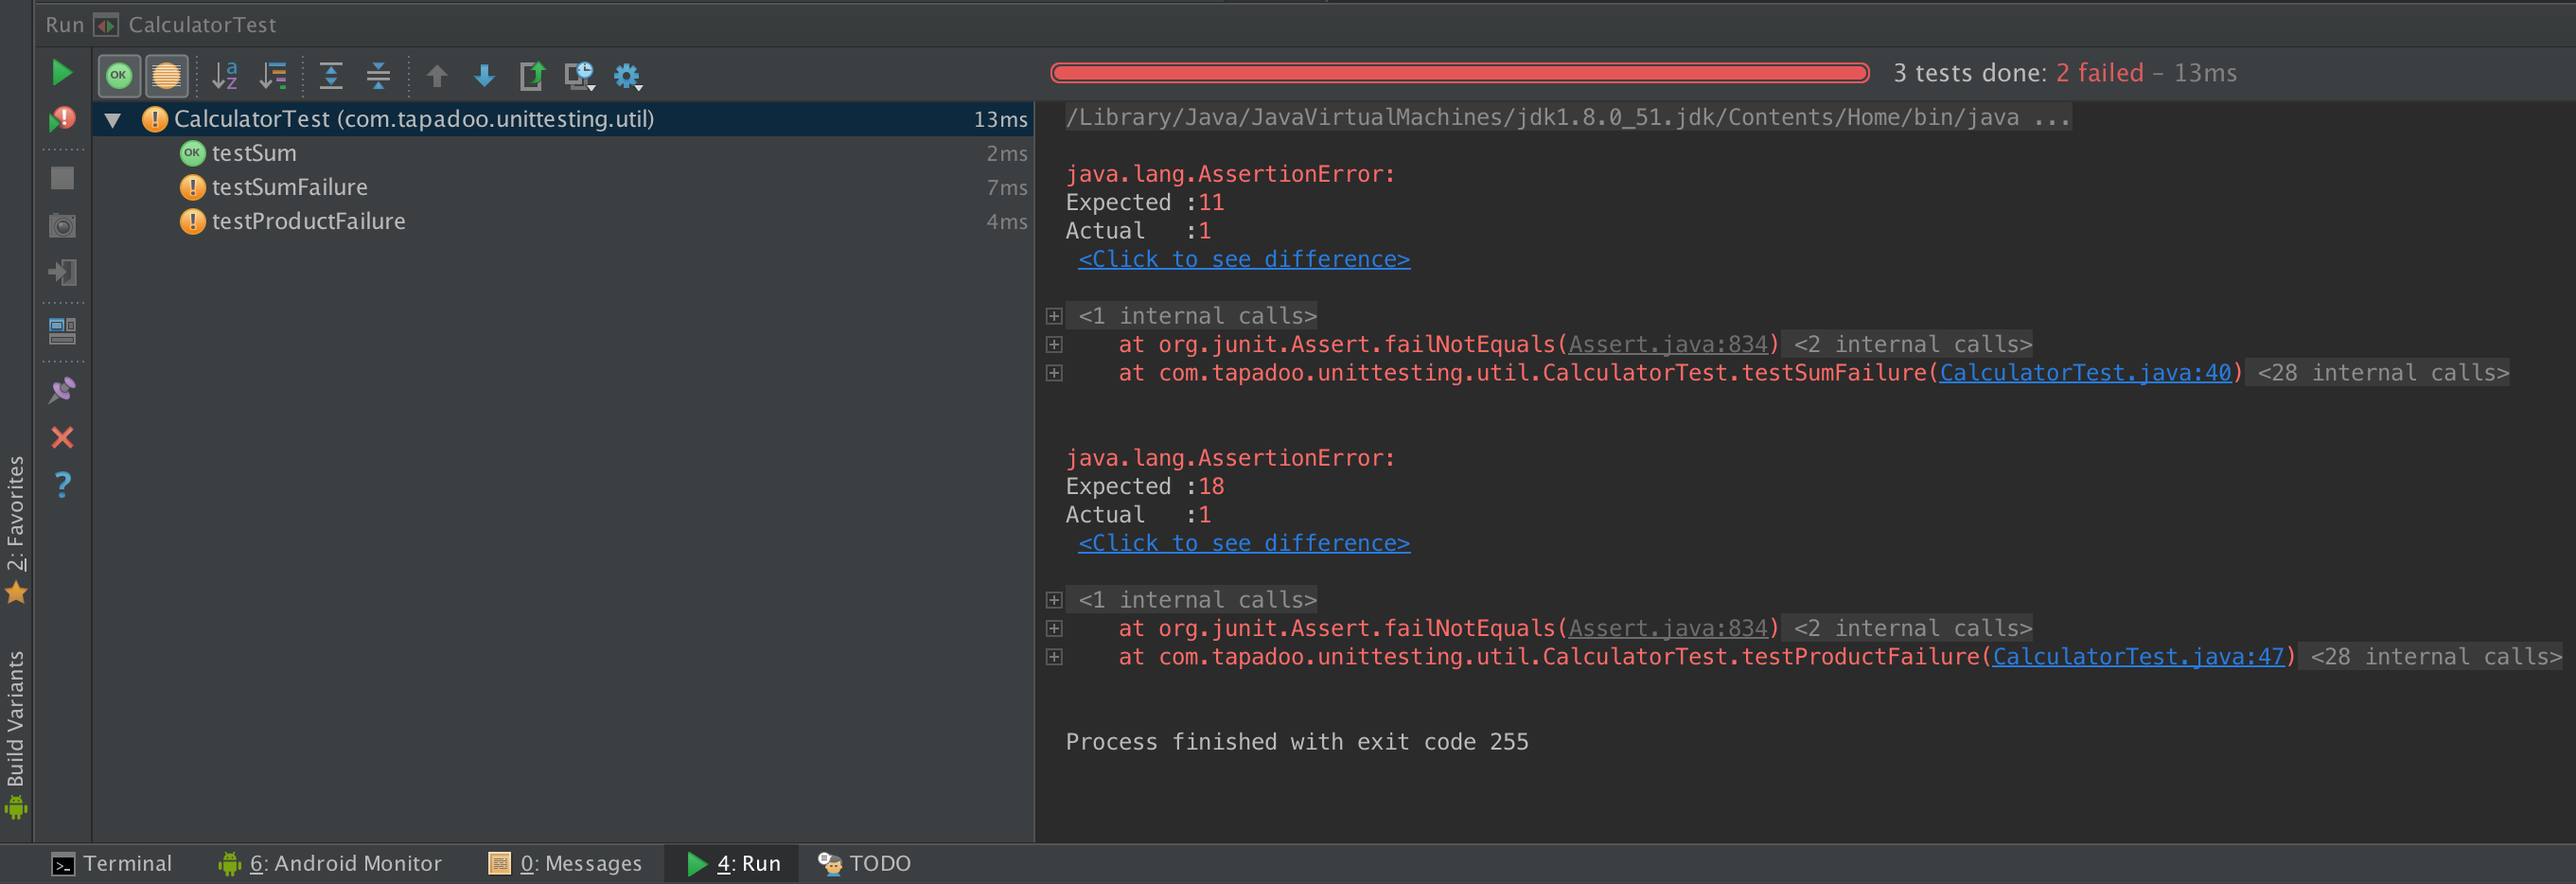 Run CalculatorTest
OK
a
z
3 tests done: 2 failed – 13ms
CalculatorTest (com.tapadoo.unittesting.util) 13ms
OK testSum 2ms
testSumFailure 7ms
testProductFailure 4ms
/Library/Java/JavaVirtualMachines/jdk1.8.0_51.jdk/Contents/Home/bin/java ...
java.lang.AssertionError:
Expected :11
Actual   :1
<Click to see difference>
<1 internal calls>
at org.junit.Assert.failNotEquals(Assert.java:834) <2 internal calls>
at com.tapadoo.unittesting.util.CalculatorTest.testSumFailure(CalculatorTest.java:40) <28 internal calls>
java.lang.AssertionError:
Expected :18
Actual   :1
<Click to see difference>
<1 internal calls>
at org.junit.Assert.failNotEquals(Assert.java:834) <2 internal calls>
at com.tapadoo.unittesting.util.CalculatorTest.testProductFailure(CalculatorTest.java:47) <28 internal calls>
Process finished with exit code 255
2: Favorites
Build Variants
Terminal 6: Android Monitor 0: Messages 4: Run TODO